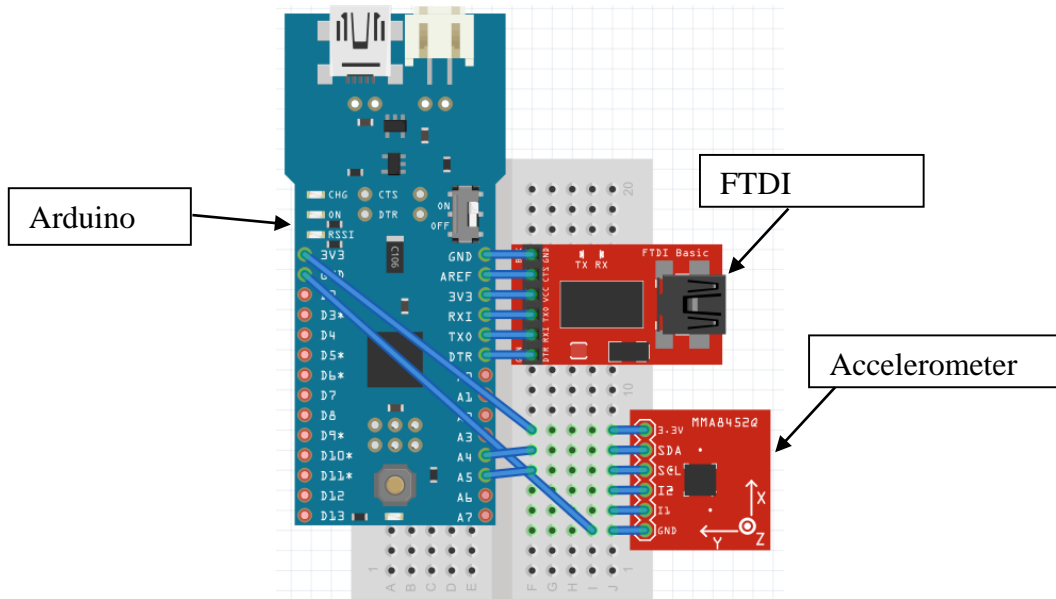 Arduino
FTDI
Accelerometer
CHG
ON
RSSI
CTS
DTR
ON
OFF
C106
3V3
GND
D3*
D4
D5*
D6*
D7
D8
D9*
D10*
D11*
D12
D13
GND
AREF
3V3
RXI
TXO
DTR
A1
A3
A4
A5
A6
A7
GND
CTS
VCC
TXO
RXI
DTR
TX RX
FTDI Basic
20
10
MMA8452Q
3.3V
SDA
SCL
I2
I1
GND
X
Y
Z
1
1
A B C D E F G H I J